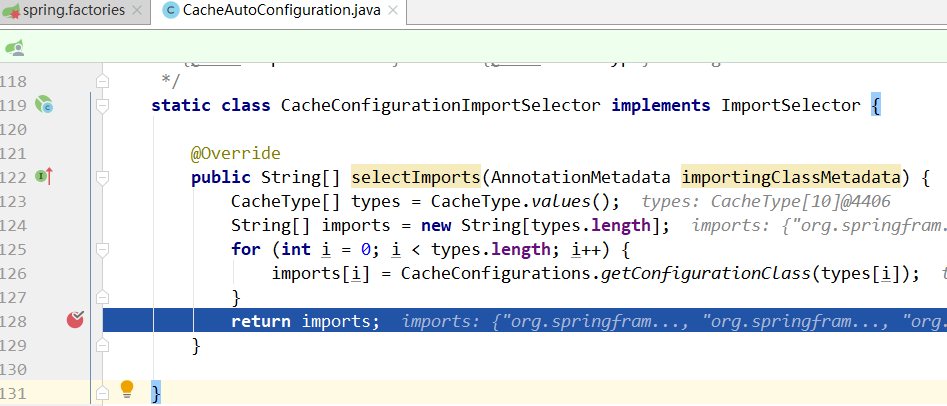 spring.factories CacheAutoConfiguration.java
118 */
119 static class CacheConfigurationImportSelector implements ImportSelector {
120
121 @Override
122 public String[] selectImports(AnnotationMetadata importingClassMetadata) {
123 CacheType[] types = CacheType.values(); types: CacheType[10]@4406
124 String[] imports = new String[types.length]; imports: {"org.springfram.
125 for (int i = 0; i < types.length; i++) {
126 imports[i] = CacheConfigurations.getConfigurationClass(types[i]);
127 }
128 return imports; imports: {"org.springfram..., "org.springfram..., "org.
129 }
130
131 }